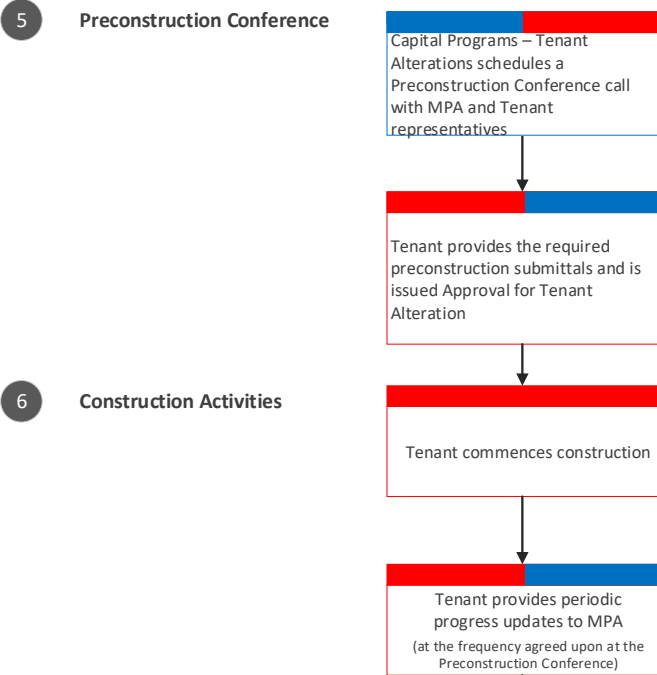 5
Preconstruction Conference
Capital Programs – Tenant
Alterations schedules a
Preconstruction Conference call
with MPA and Tenant
representatives
Tenant provides the required
preconstruction submittals and is
issued Approval for Tenant
Alteration
6
Construction Activities
Tenant commences construction
Tenant provides periodic
progress updates to MPA
(at the frequency agreed upon at the
Preconstruction Conference)